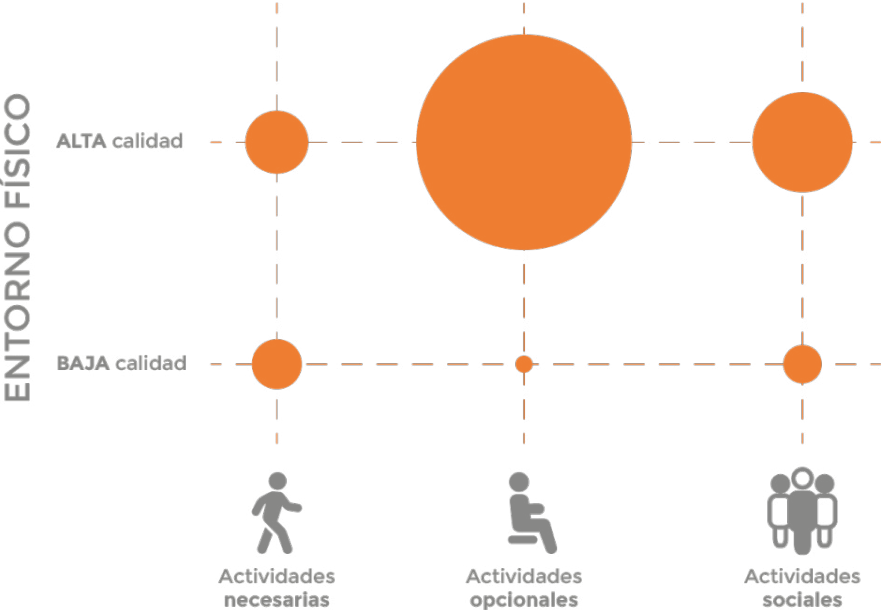 ENTORNO FÍSICO
ALTA calidad
BAJA calidad
Actividades
necesarias
Actividades
opcionales
Actividades
sociales